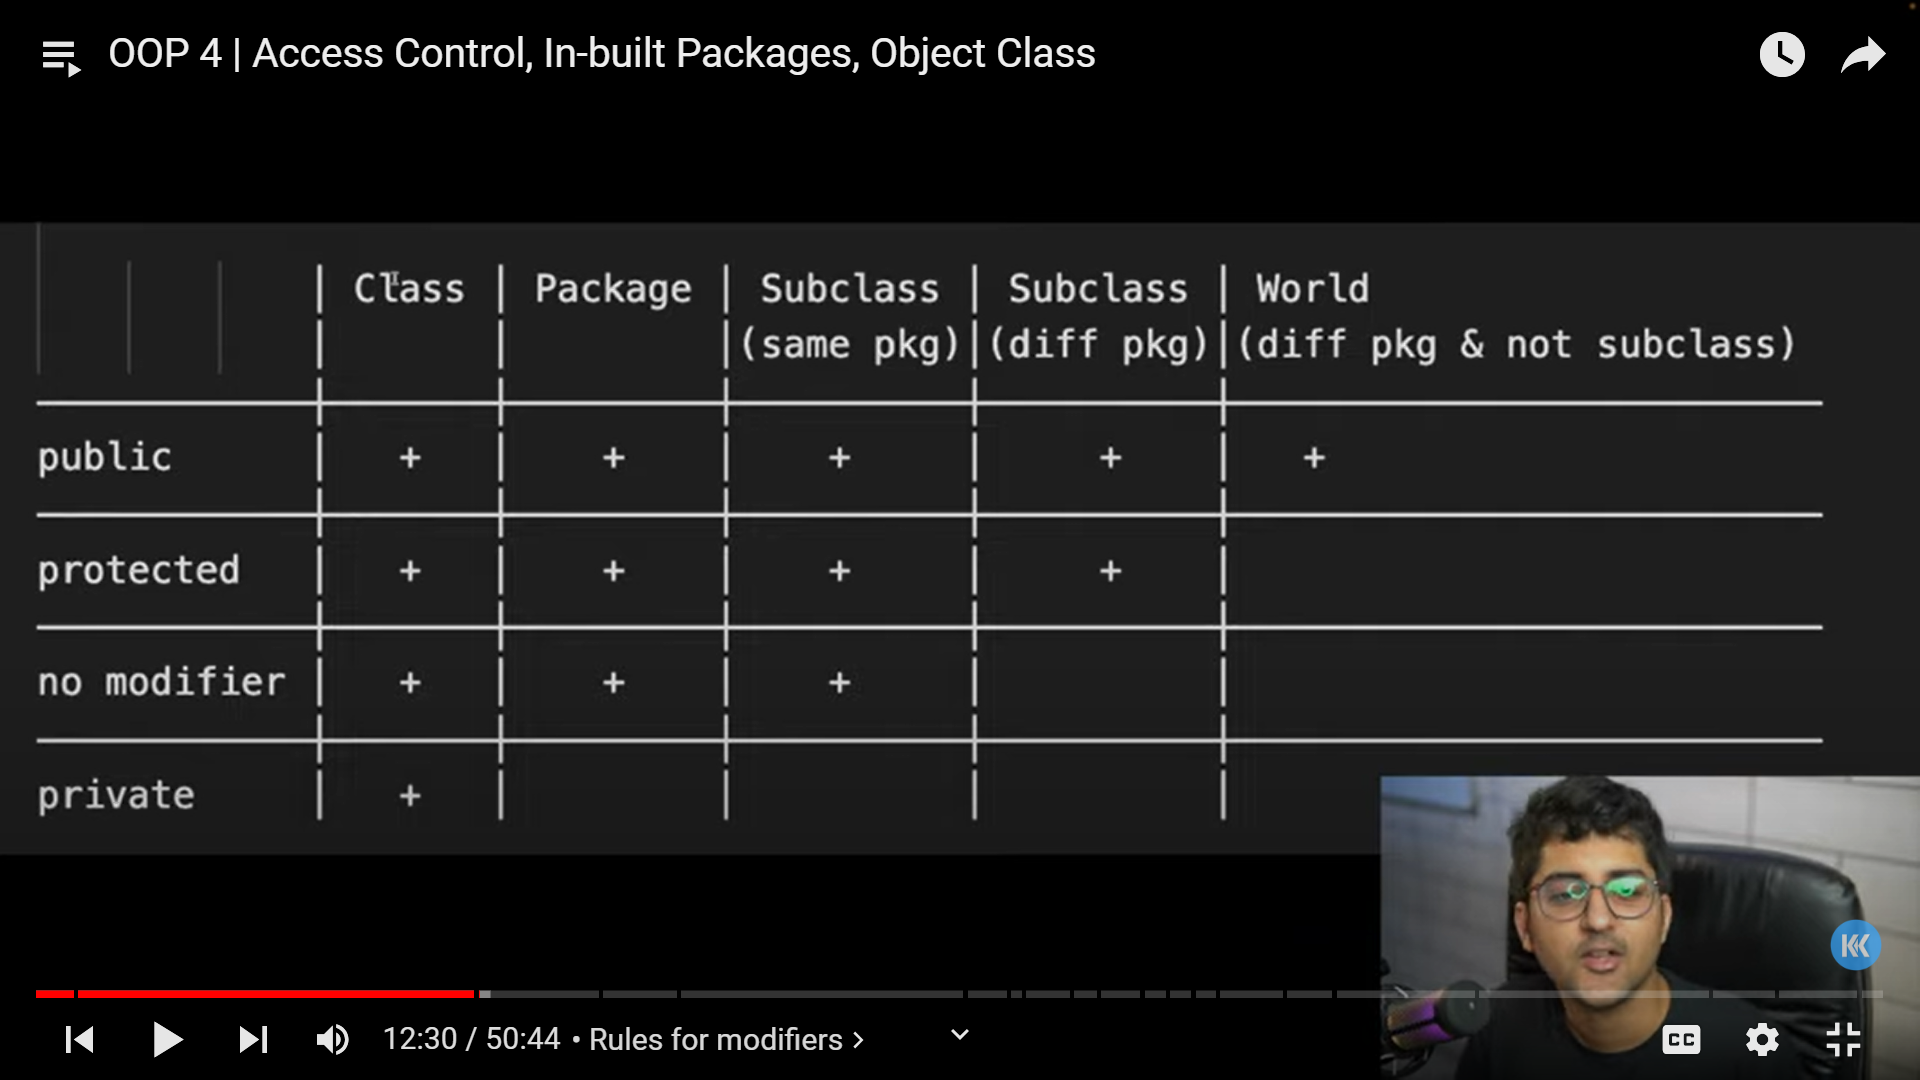 OOP 4 | Access Control, In-built Packages, Object Class
Class | Package | Subclass | Subclass | World
(same pkg) | (diff pkg) | (diff pkg & not subclass)
public | + | + | + | + | +
protected | + | + | + | +
no modifier | + | + | +
private | +
KK
12:30 / 50:44 • Rules for modifiers >
CC